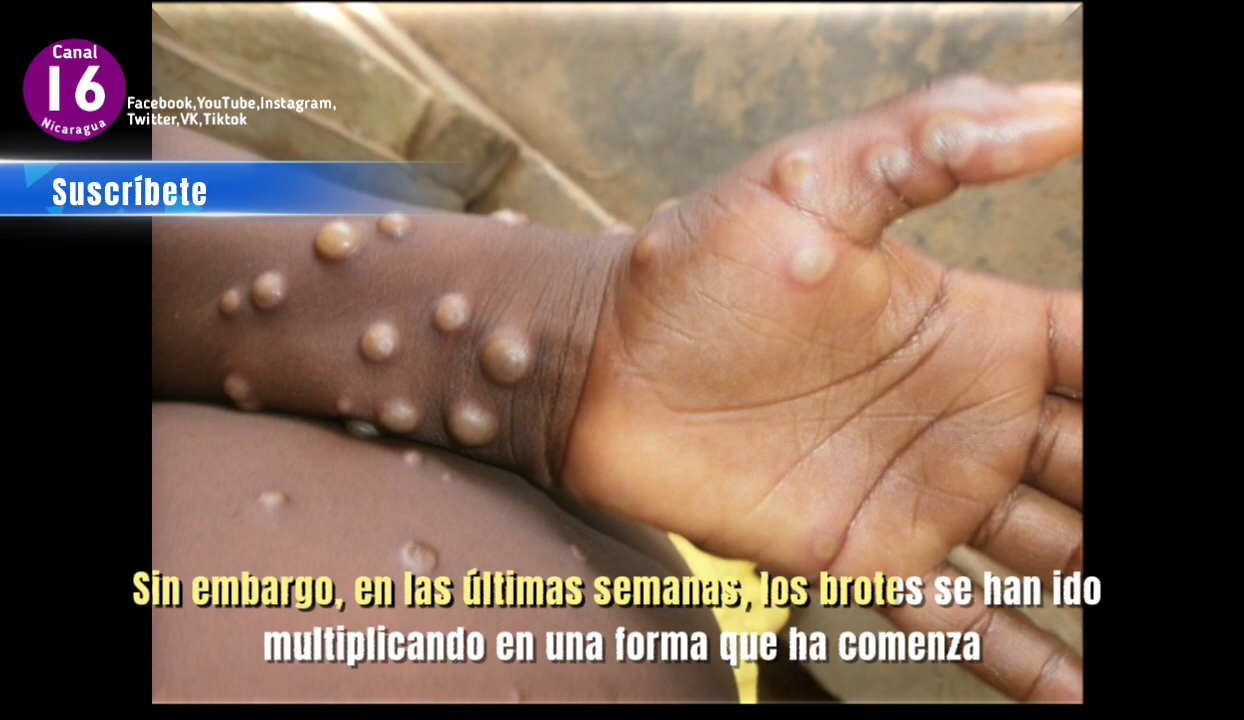 Canal
16
Nicaragua
Facebook,YouTube,Instagram,
Twitter,VK,Tiktok
Suscríbete
Sin embargo, en las últimas semanas, los brotes se han ido
multiplicando en una forma que ha comenza